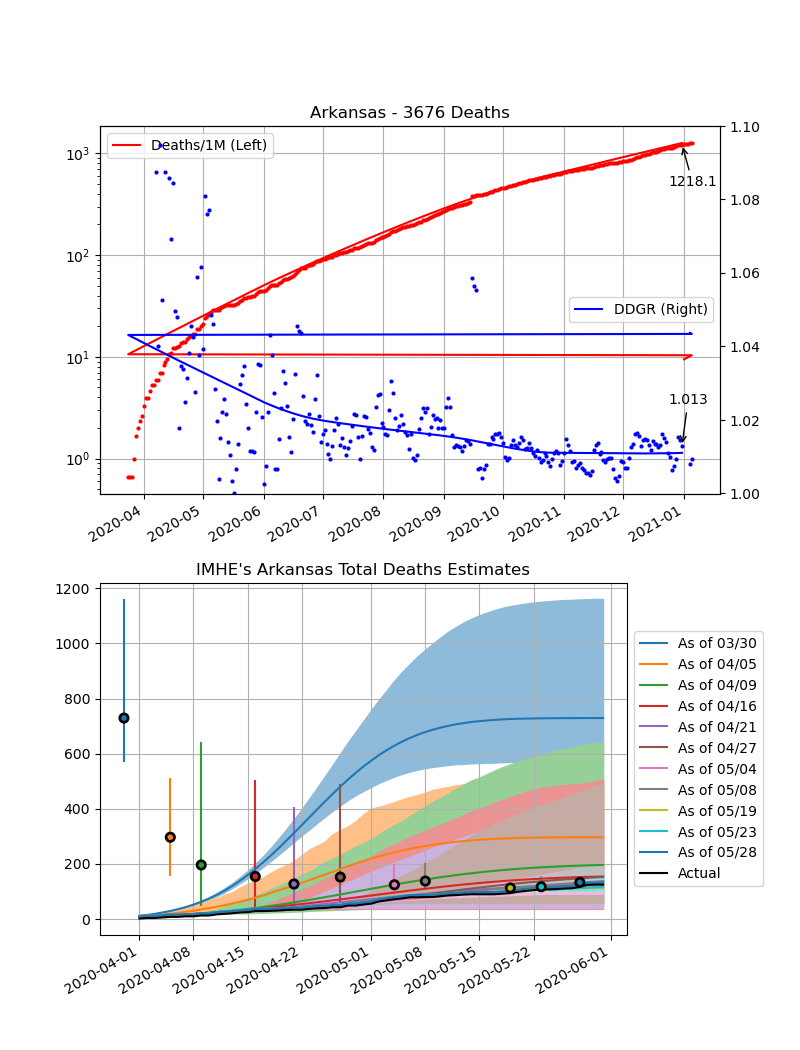 Arkansas - 3676 Deaths
Deaths/1M (Left)
DDGR (Right)
1218.1
1.013
10³
10²
10¹
10⁰
1.10
1.08
1.06
1.04
1.02
1.00
2020-04
2020-05
2020-06
2020-07
2020-08
2020-09
2020-10
2020-11
2020-12
2021-01
IMHE's Arkansas Total Deaths Estimates
1200
1000
800
600
400
200
0
2020-04-01
2020-04-08
2020-04-15
2020-04-22
2020-05-01
2020-05-08
2020-05-15
2020-05-22
2020-06-01
As of 03/30
As of 04/05
As of 04/09
As of 04/16
As of 04/21
As of 04/27
As of 05/04
As of 05/08
As of 05/19
As of 05/23
As of 05/28
Actual